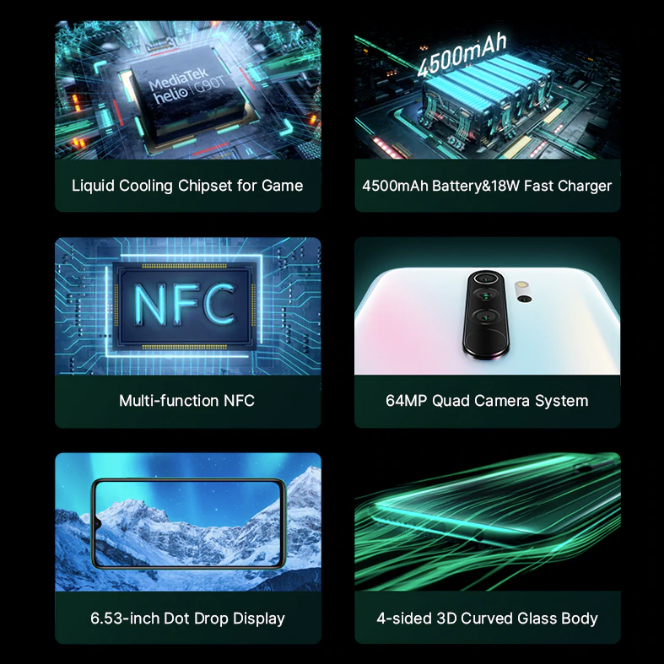 MediaTek
helio G90T
Liquid Cooling Chipset for Game
4500mAh
4500mAh Battery&18W Fast Charger
NFC
Multi-function NFC
64MP Quad Camera System
6.53-inch Dot Drop Display
4-sided 3D Curved Glass Body